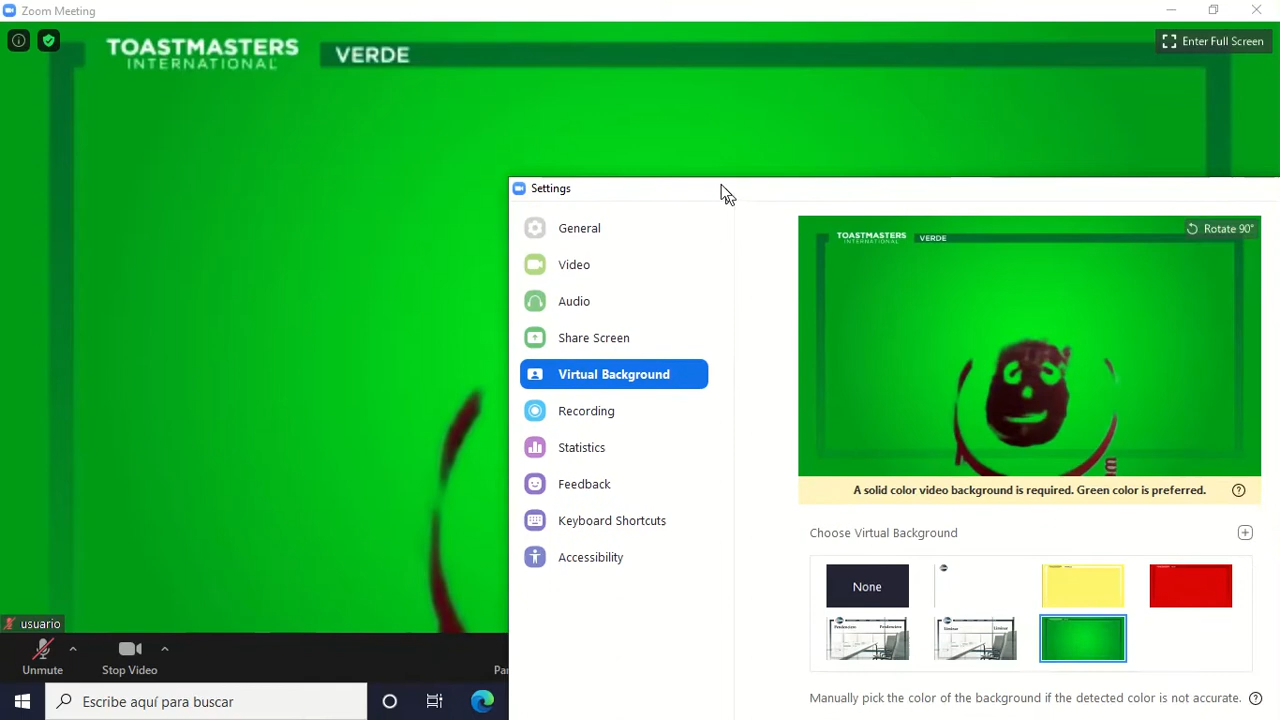 Zoom Meeting
TOASTMASTERS
INTERNATIONAL
VERDE
Enter Full Screen
Settings
General
Video
Audio
Share Screen
Virtual Background
Recording
Statistics
Feedback
Keyboard Shortcuts
Accessibility
TOASTMASTERS
INTERNATIONAL
VERDE
Rotate 90°
A solid color video background is required. Green color is preferred.
Choose Virtual Background
None
Manually pick the color of the background if the detected color is not accurate.
usuario
Unmute
Stop Video
Par
Escribe aquí para buscar